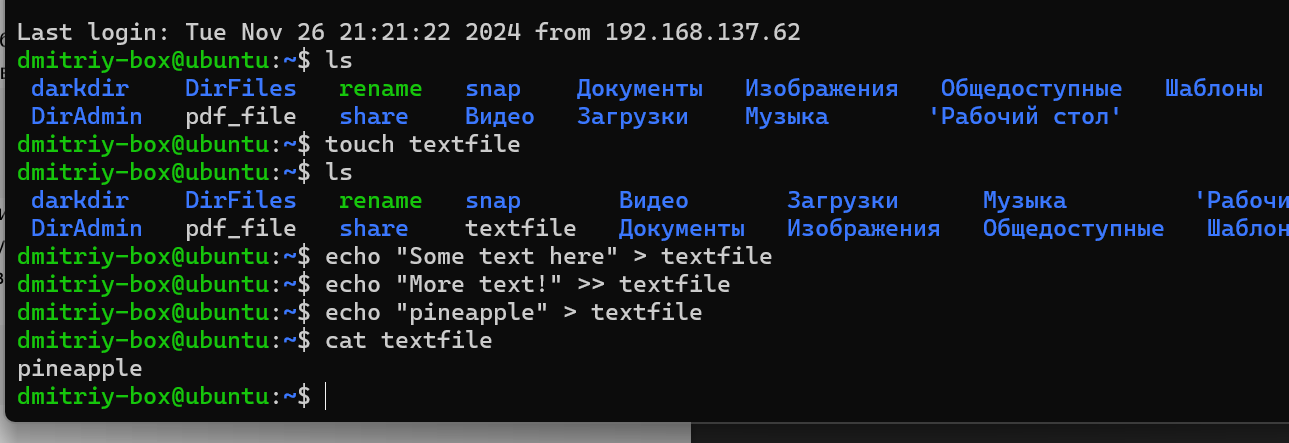 Last login: Tue Nov 26 21:21:22 2024 from 192.168.137.62
dmitriy-box@ubuntu:~$ ls
darkdir DirFiles rename snap Документы Изображения Общедоступные Шаблоны
DirAdmin pdf_file share Видео Загрузки Музыка 'Рабочий стол'
dmitriy-box@ubuntu:~$ touch textfile
dmitriy-box@ubuntu:~$ ls
darkdir DirFiles rename snap Видео Загрузки Музыка 'Рабочи
DirAdmin pdf_file share textfile Документы Изображения Общедоступные Шаблон
dmitriy-box@ubuntu:~$ echo "Some text here" > textfile
dmitriy-box@ubuntu:~$ echo "More text!" >> textfile
dmitriy-box@ubuntu:~$ echo "pineapple" > textfile
dmitriy-box@ubuntu:~$ cat textfile
pineapple
dmitriy-box@ubuntu:~$